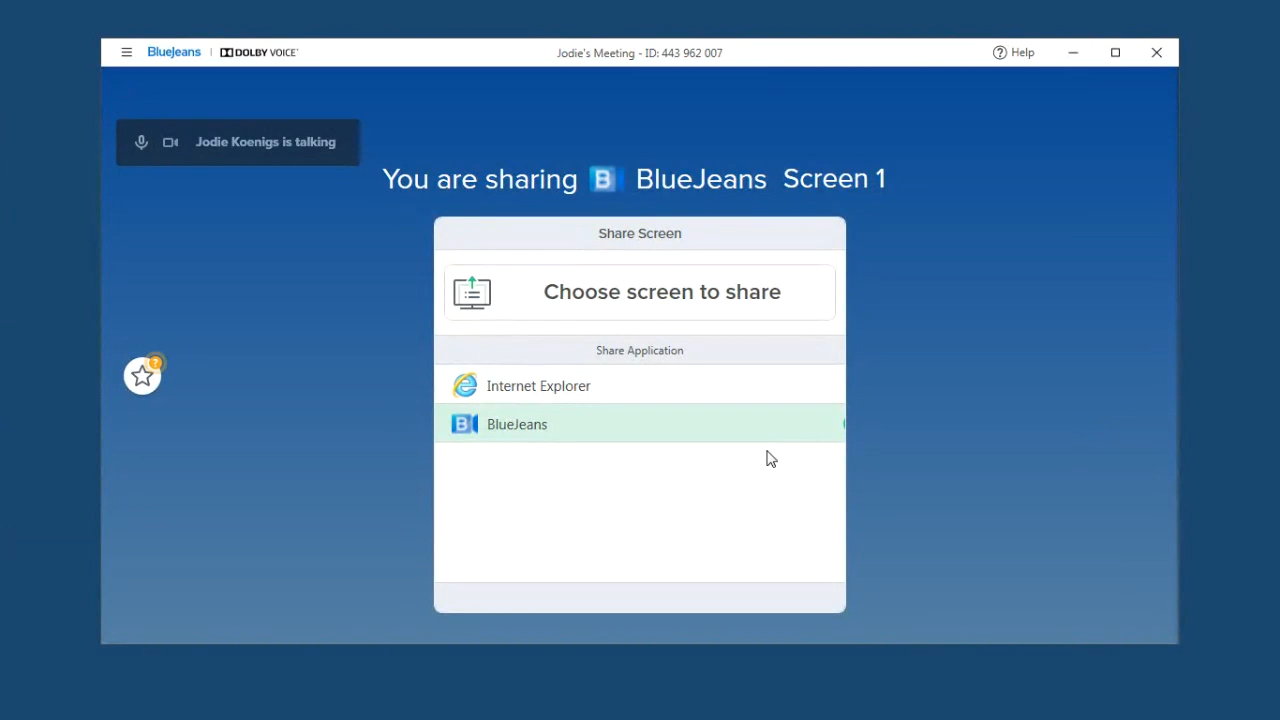 BlueJeans | DOLBY VOICE®
Jodie's Meeting - ID: 443 962 007
? Help
Jodie Koenigs is talking
You are sharing B BlueJeans Screen 1
Share Screen
Choose screen to share
Share Application
Internet Explorer
?
B BlueJeans